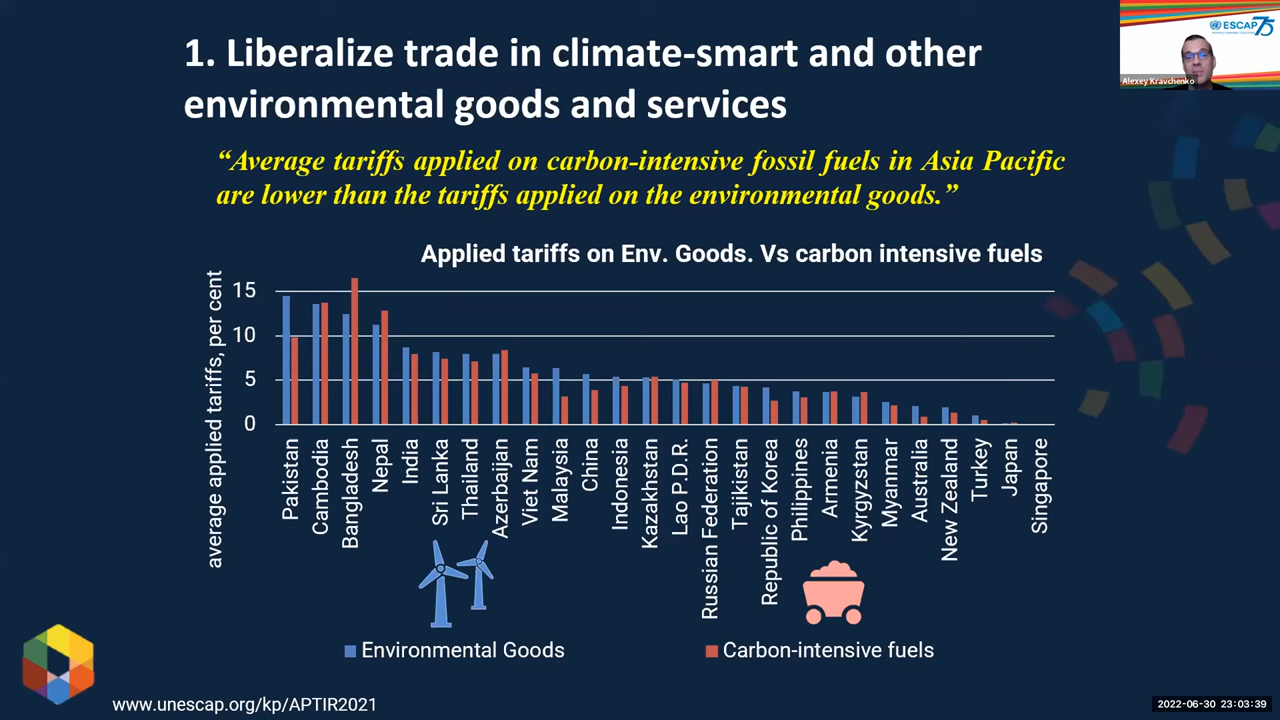 1. Liberalize trade in climate-smart and other
environmental goods and services
ESCAP 75
Alexey Kravchenko
“Average tariffs applied on carbon-intensive fossil fuels in Asia Pacific
are lower than the tariffs applied on the environmental goods.”
Applied tariffs on Env. Goods. Vs carbon intensive fuels
average applied tariffs, per cent
15
10
5
0
Pakistan
Cambodia
Bangladesh
Nepal
India
Sri Lanka
Thailand
Azerbaijan
Viet Nam
Malaysia
China
Indonesia
Kazakhstan
Lao P.D.R.
Russian Federation
Tajikistan
Republic of Korea
Philippines
Armenia
Kyrgyzstan
Myanmar
Australia
New Zealand
Turkey
Japan
Singapore
Environmental Goods
Carbon-intensive fuels
www.unescap.org/kp/APTIR2021
2022-06-30 23:03:39